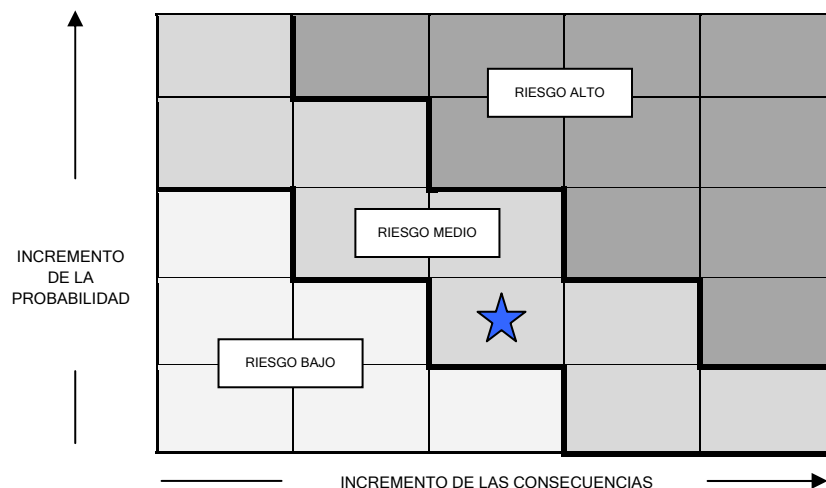 RIESGO ALTO
RIESGO MEDIO
INCREMENTO
DE LA
PROBABILIDAD
RIESGO BAJO
INCREMENTO DE LAS CONSECUENCIAS